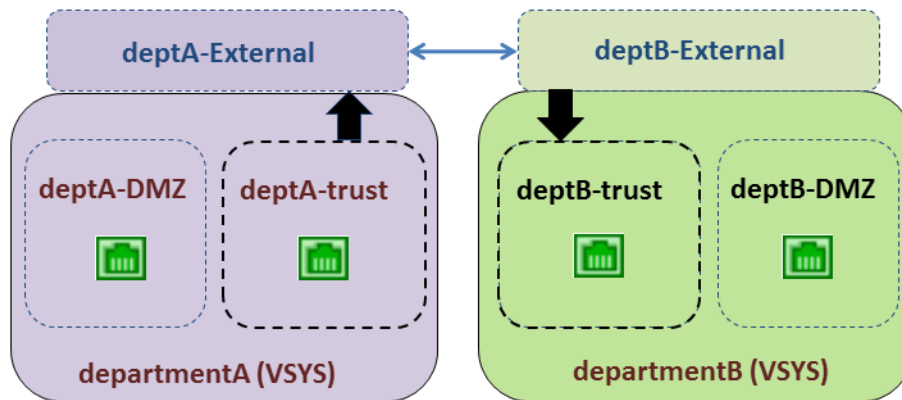 deptA-External
deptB-External
deptA-DMZ
deptA-trust
deptB-trust
deptB-DMZ
departmentA (VSYS)
departmentB (VSYS)